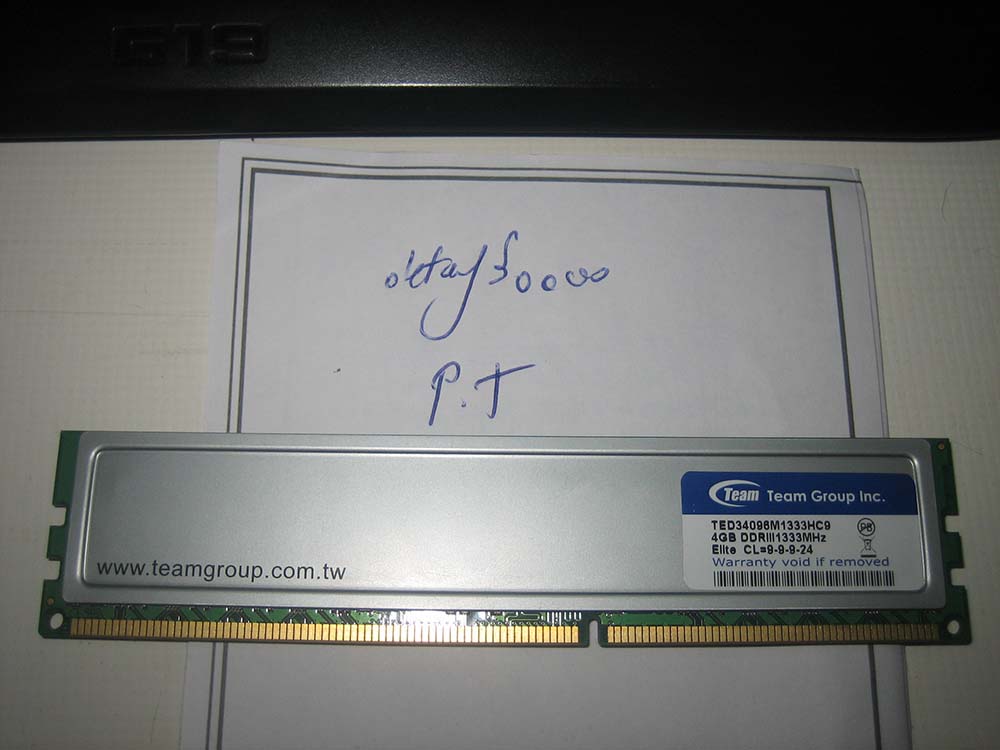 G19
oktay50000
P.T
Team Team Group Inc.
TED34096M1333HC9
4GB DDRIII1333MHz
Elite CL=9-9-9-24
Warranty void if removed
www.teamgroup.com.tw
PB